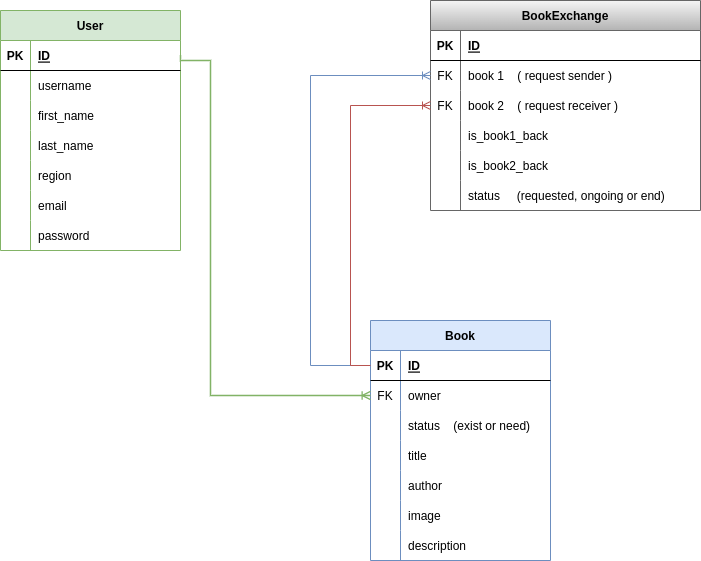 User
PK ID
username
first_name
last_name
region
email
password
BookExchange
PK ID
FK book 1 ( request sender )
FK book 2 ( request receiver )
is_book1_back
is_book2_back
status (requested, ongoing or end)
Book
PK ID
FK owner
status (exist or need)
title
author
image
description